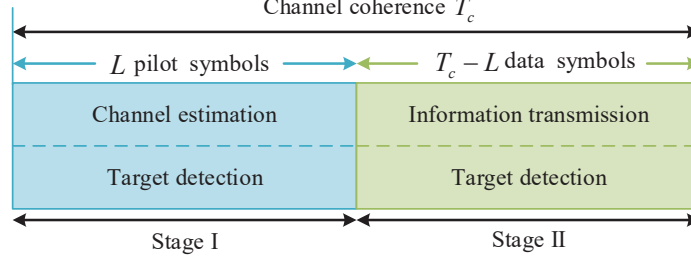 Channel coherence T_c
L pilot symbols
T_c − L data symbols
Channel estimation
Information transmission
Target detection
Target detection
Stage I
Stage II